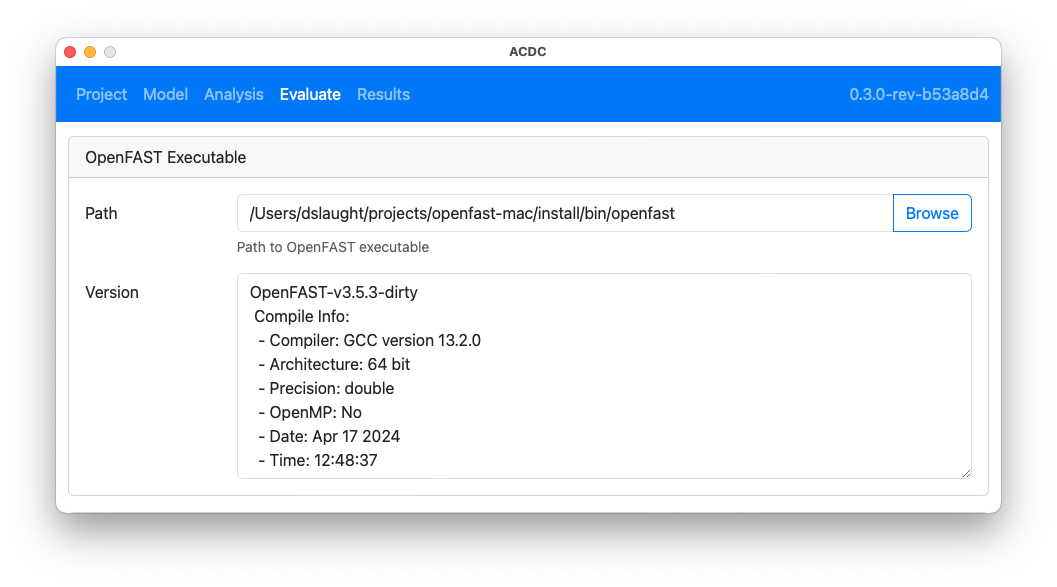 ACDC
Project Model Analysis Evaluate Results 0.3.0-rev-b53a8d4
OpenFAST Executable
Path /Users/dslaught/projects/openfast-mac/install/bin/openfast Browse
Path to OpenFAST executable
Version OpenFAST-v3.5.3-dirty
Compile Info:
- Compiler: GCC version 13.2.0
- Architecture: 64 bit
- Precision: double
- OpenMP: No
- Date: Apr 17 2024
- Time: 12:48:37